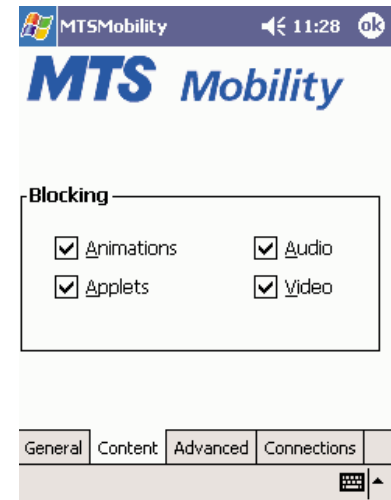 MTSMobility 11:28 ok
MTS Mobility
Blocking
Animations Audio
Applets Video
General Content Advanced Connections